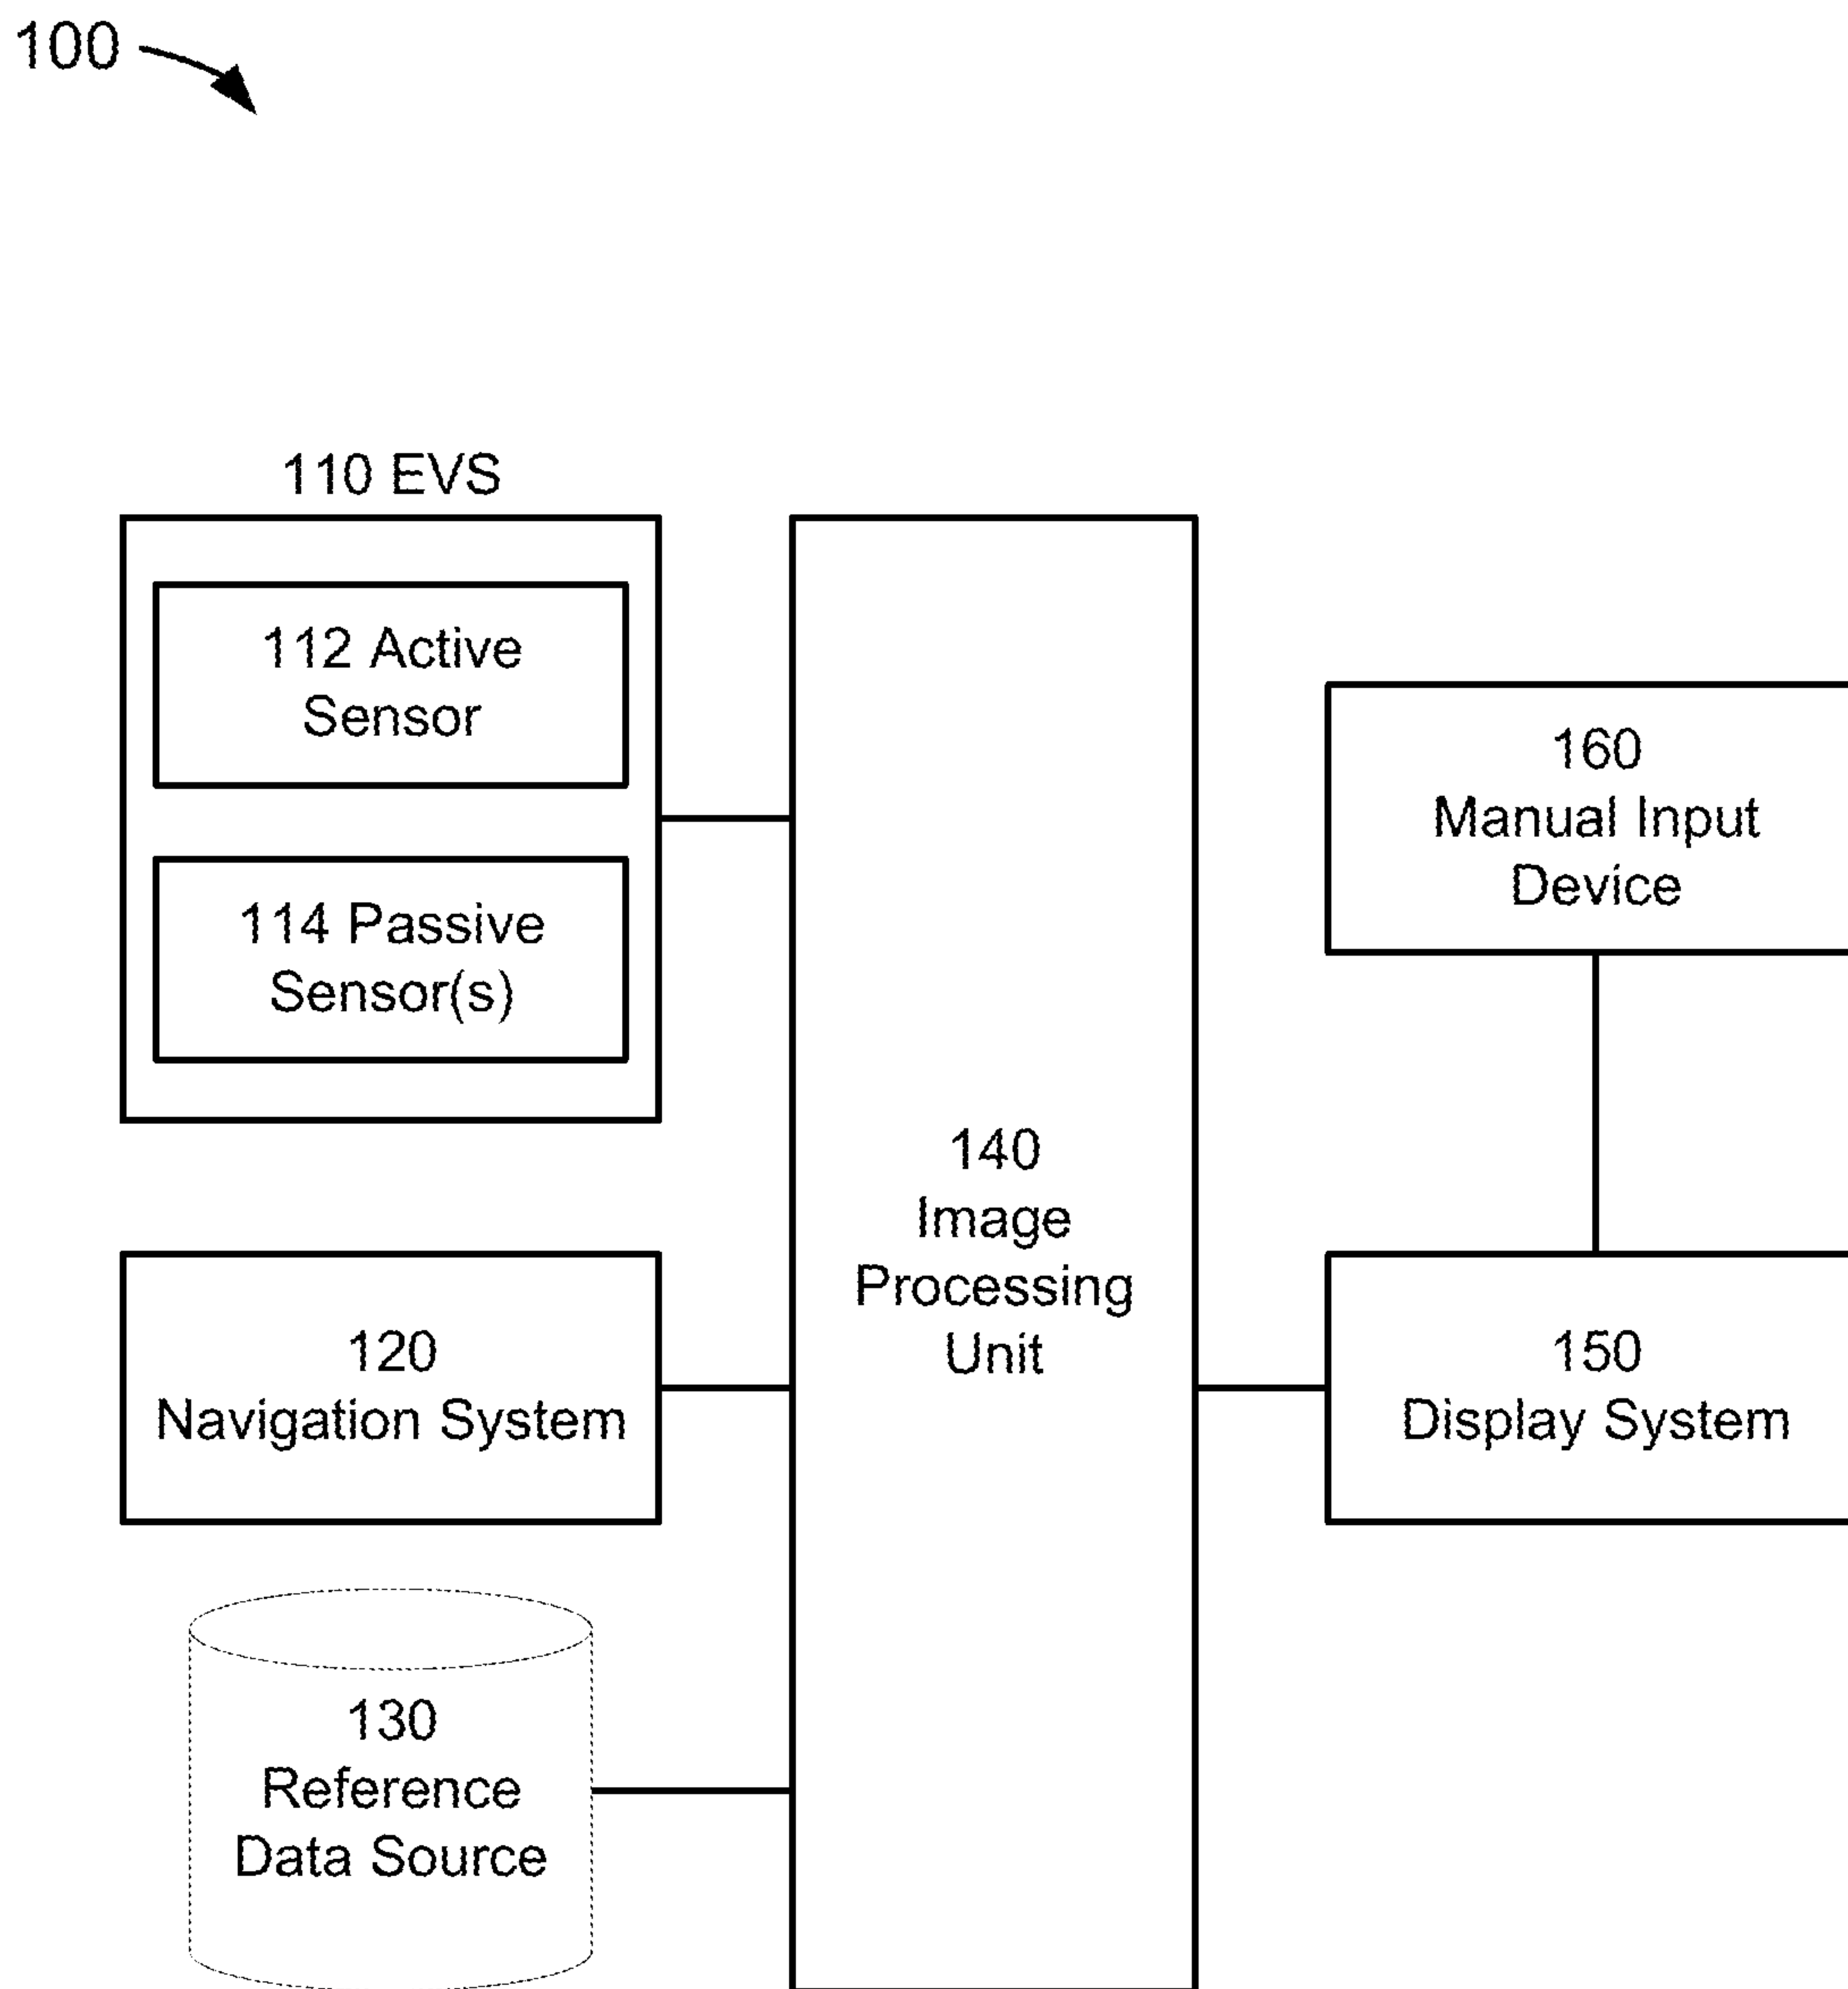 100
110 EVS
112 Active
Sensor
114 Passive
Sensor(s)
120
Navigation System
130
Reference
Data Source
140
Image
Processing
Unit
160
Manual Input
Device
150
Display System